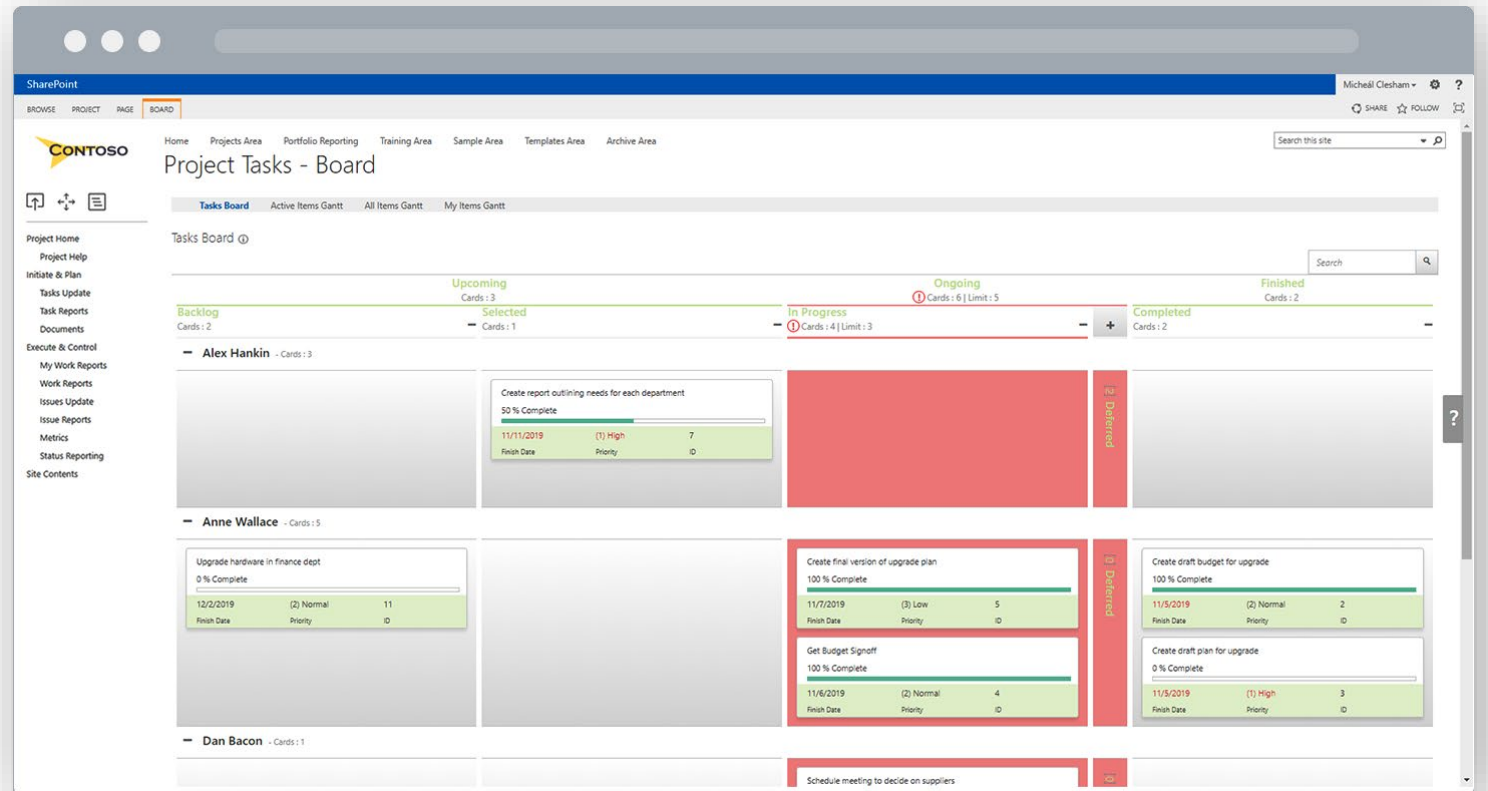 SharePoint
Micheál Clesham
?
BROWSE PROJECT PAGE BOARD
SHARE FOLLOW
CONTOSO
Home Projects Area Portfolio Reporting Training Area Sample Area Templates Area Archive Area
Search this site
Project Tasks - Board
Tasks Board Active Items Gantt All Items Gantt My Items Gantt
Project Home
Project Help
Initiate & Plan
Tasks Update
Task Reports
Documents
Execute & Control
My Work Reports
Work Reports
Issues Update
Issue Reports
Metrics
Status Reporting
Site Contents
Tasks Board
Search
Upcoming
Cards : 3
Ongoing
Cards : 6 | Limit : 5
Finished
Cards : 2
Backlog
Cards : 2
Selected
Cards : 1
In Progress
Cards : 4 | Limit : 3
+
Completed
Cards : 2
Alex Hankin - Cards : 3
Create report outlining needs for each department
50 % Complete
11/11/2019 (1) High 7
Finish Date Priority ID
[2] Deferred
?
Anne Wallace - Cards : 5
Upgrade hardware in finance dept
0 % Complete
12/2/2019 (2) Normal 11
Finish Date Priority ID
Create final version of upgrade plan
100 % Complete
11/7/2019 (3) Low 5
Finish Date Priority ID
Get Budget Signoff
100 % Complete
11/6/2019 (2) Normal 4
Finish Date Priority ID
[0] Deferred
Create draft budget for upgrade
100 % Complete
11/5/2019 (2) Normal 2
Finish Date Priority ID
Create draft plan for upgrade
0 % Complete
11/5/2019 (1) High 3
Finish Date Priority ID
Dan Bacon - Cards : 1
Schedule meeting to decide on suppliers
[0]